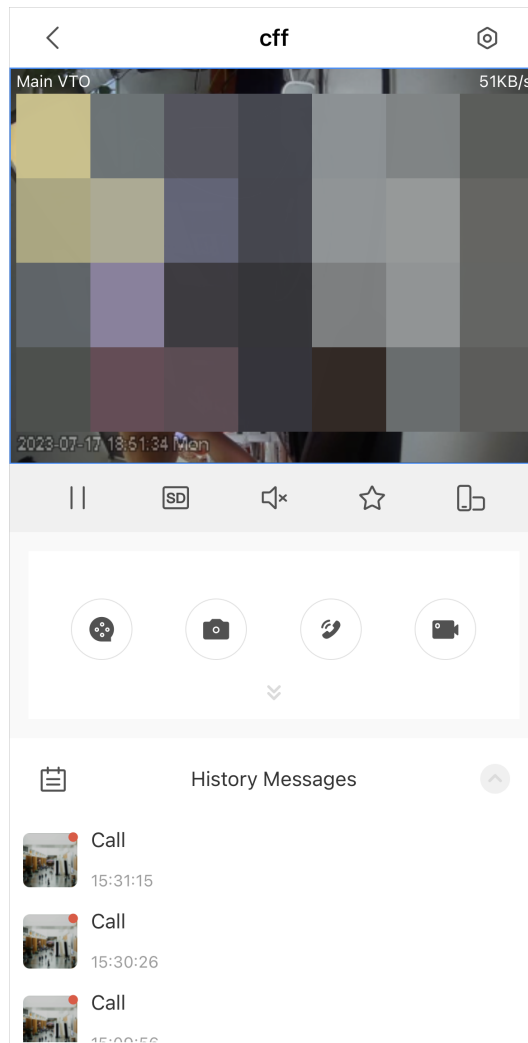 cff
Main VTO 51KB/s
2023-07-17 18:51:34 Mon
SD
History Messages
Call
15:31:15
Call
15:30:26
Call